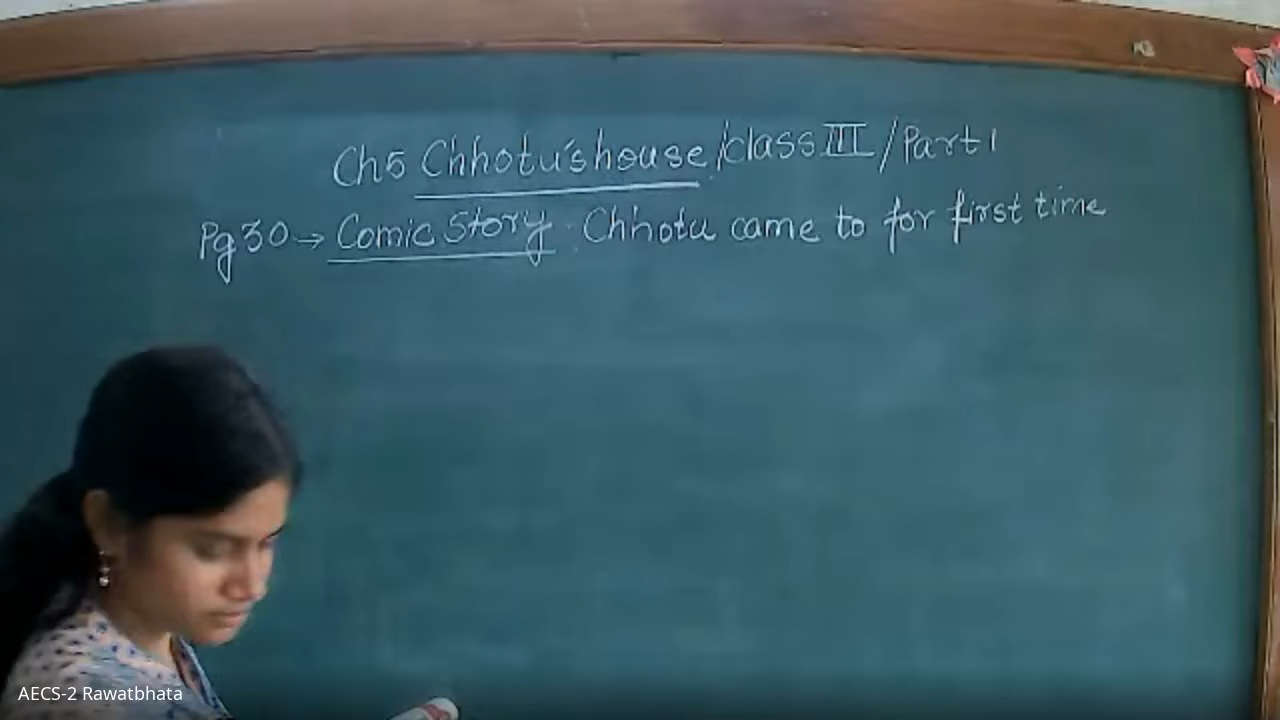 Ch5 Chhotu's house/class III/Part 1
Pg 30→ Comic Story. Chhotu came to for first time
AECS-2 Rawatbhata